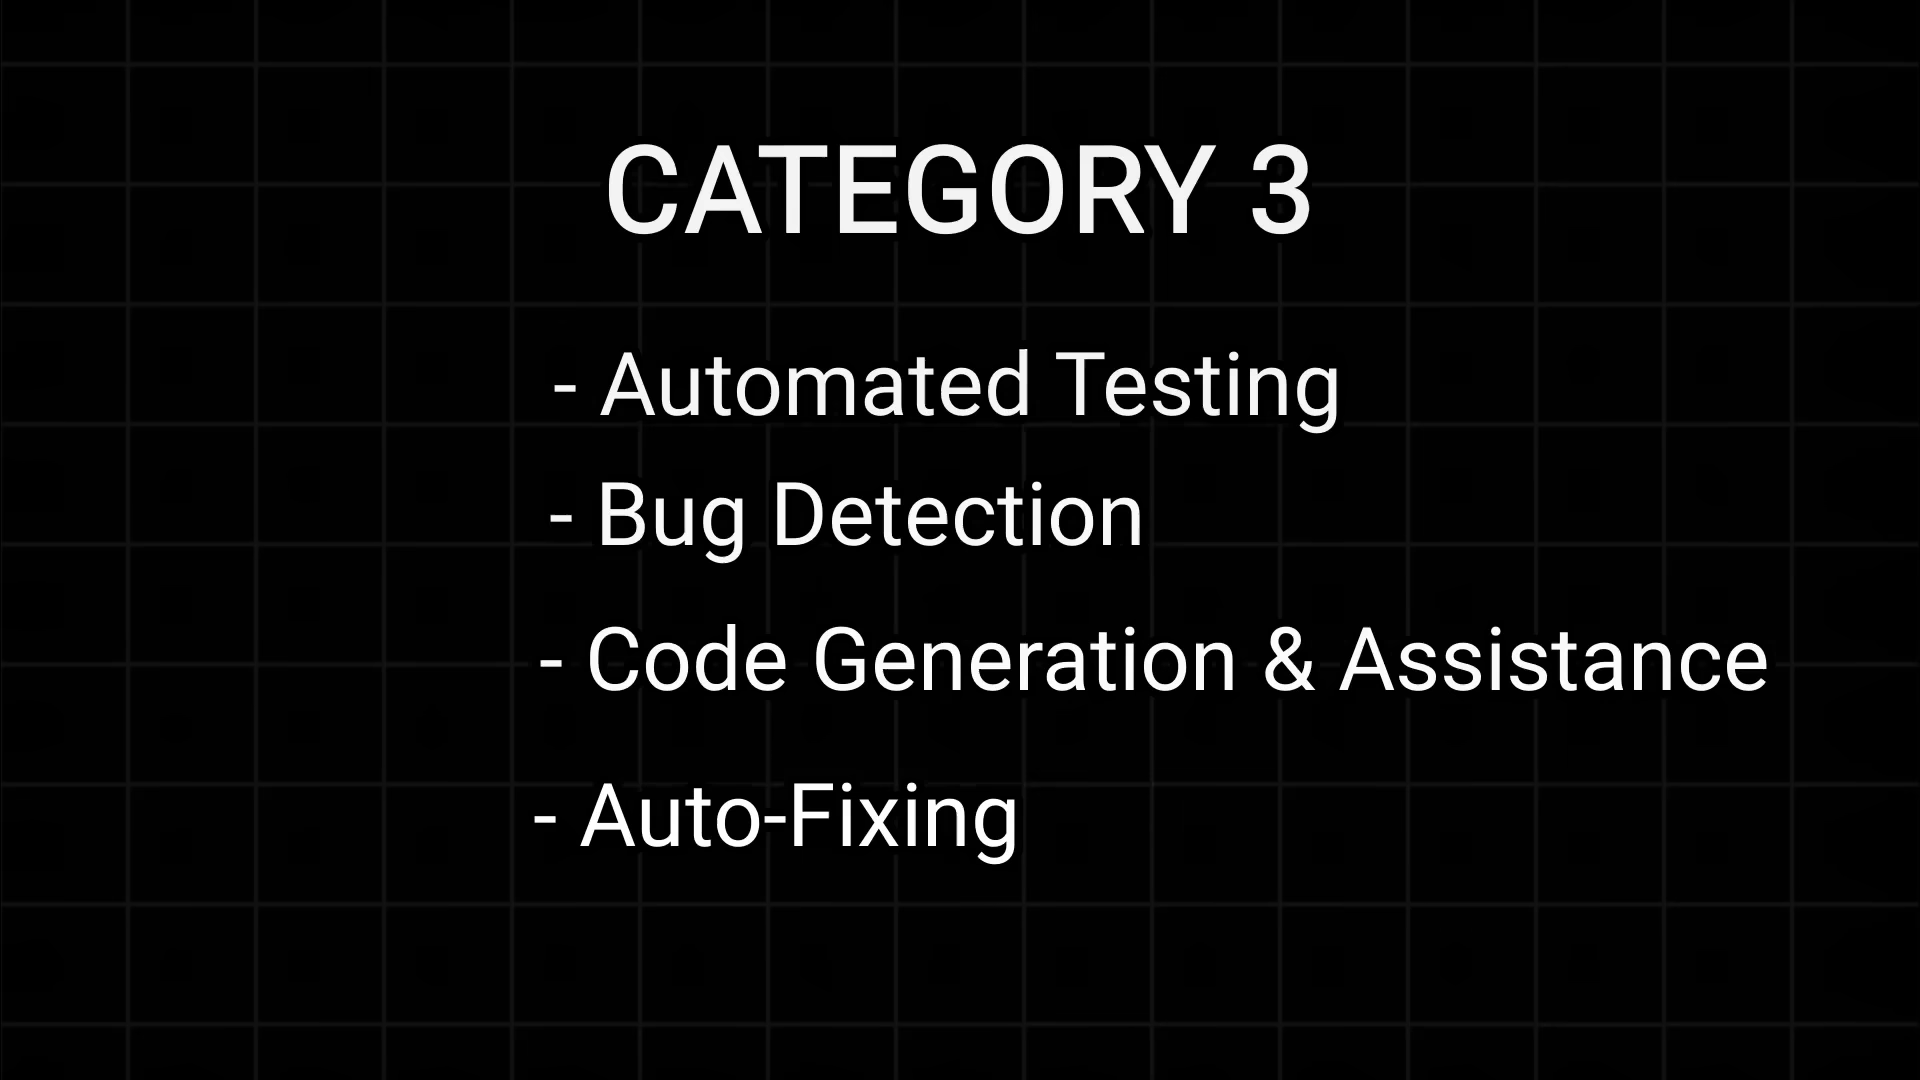 CATEGORY 3
- Automated Testing
- Bug Detection
- Code Generation & Assistance
- Auto-Fixing